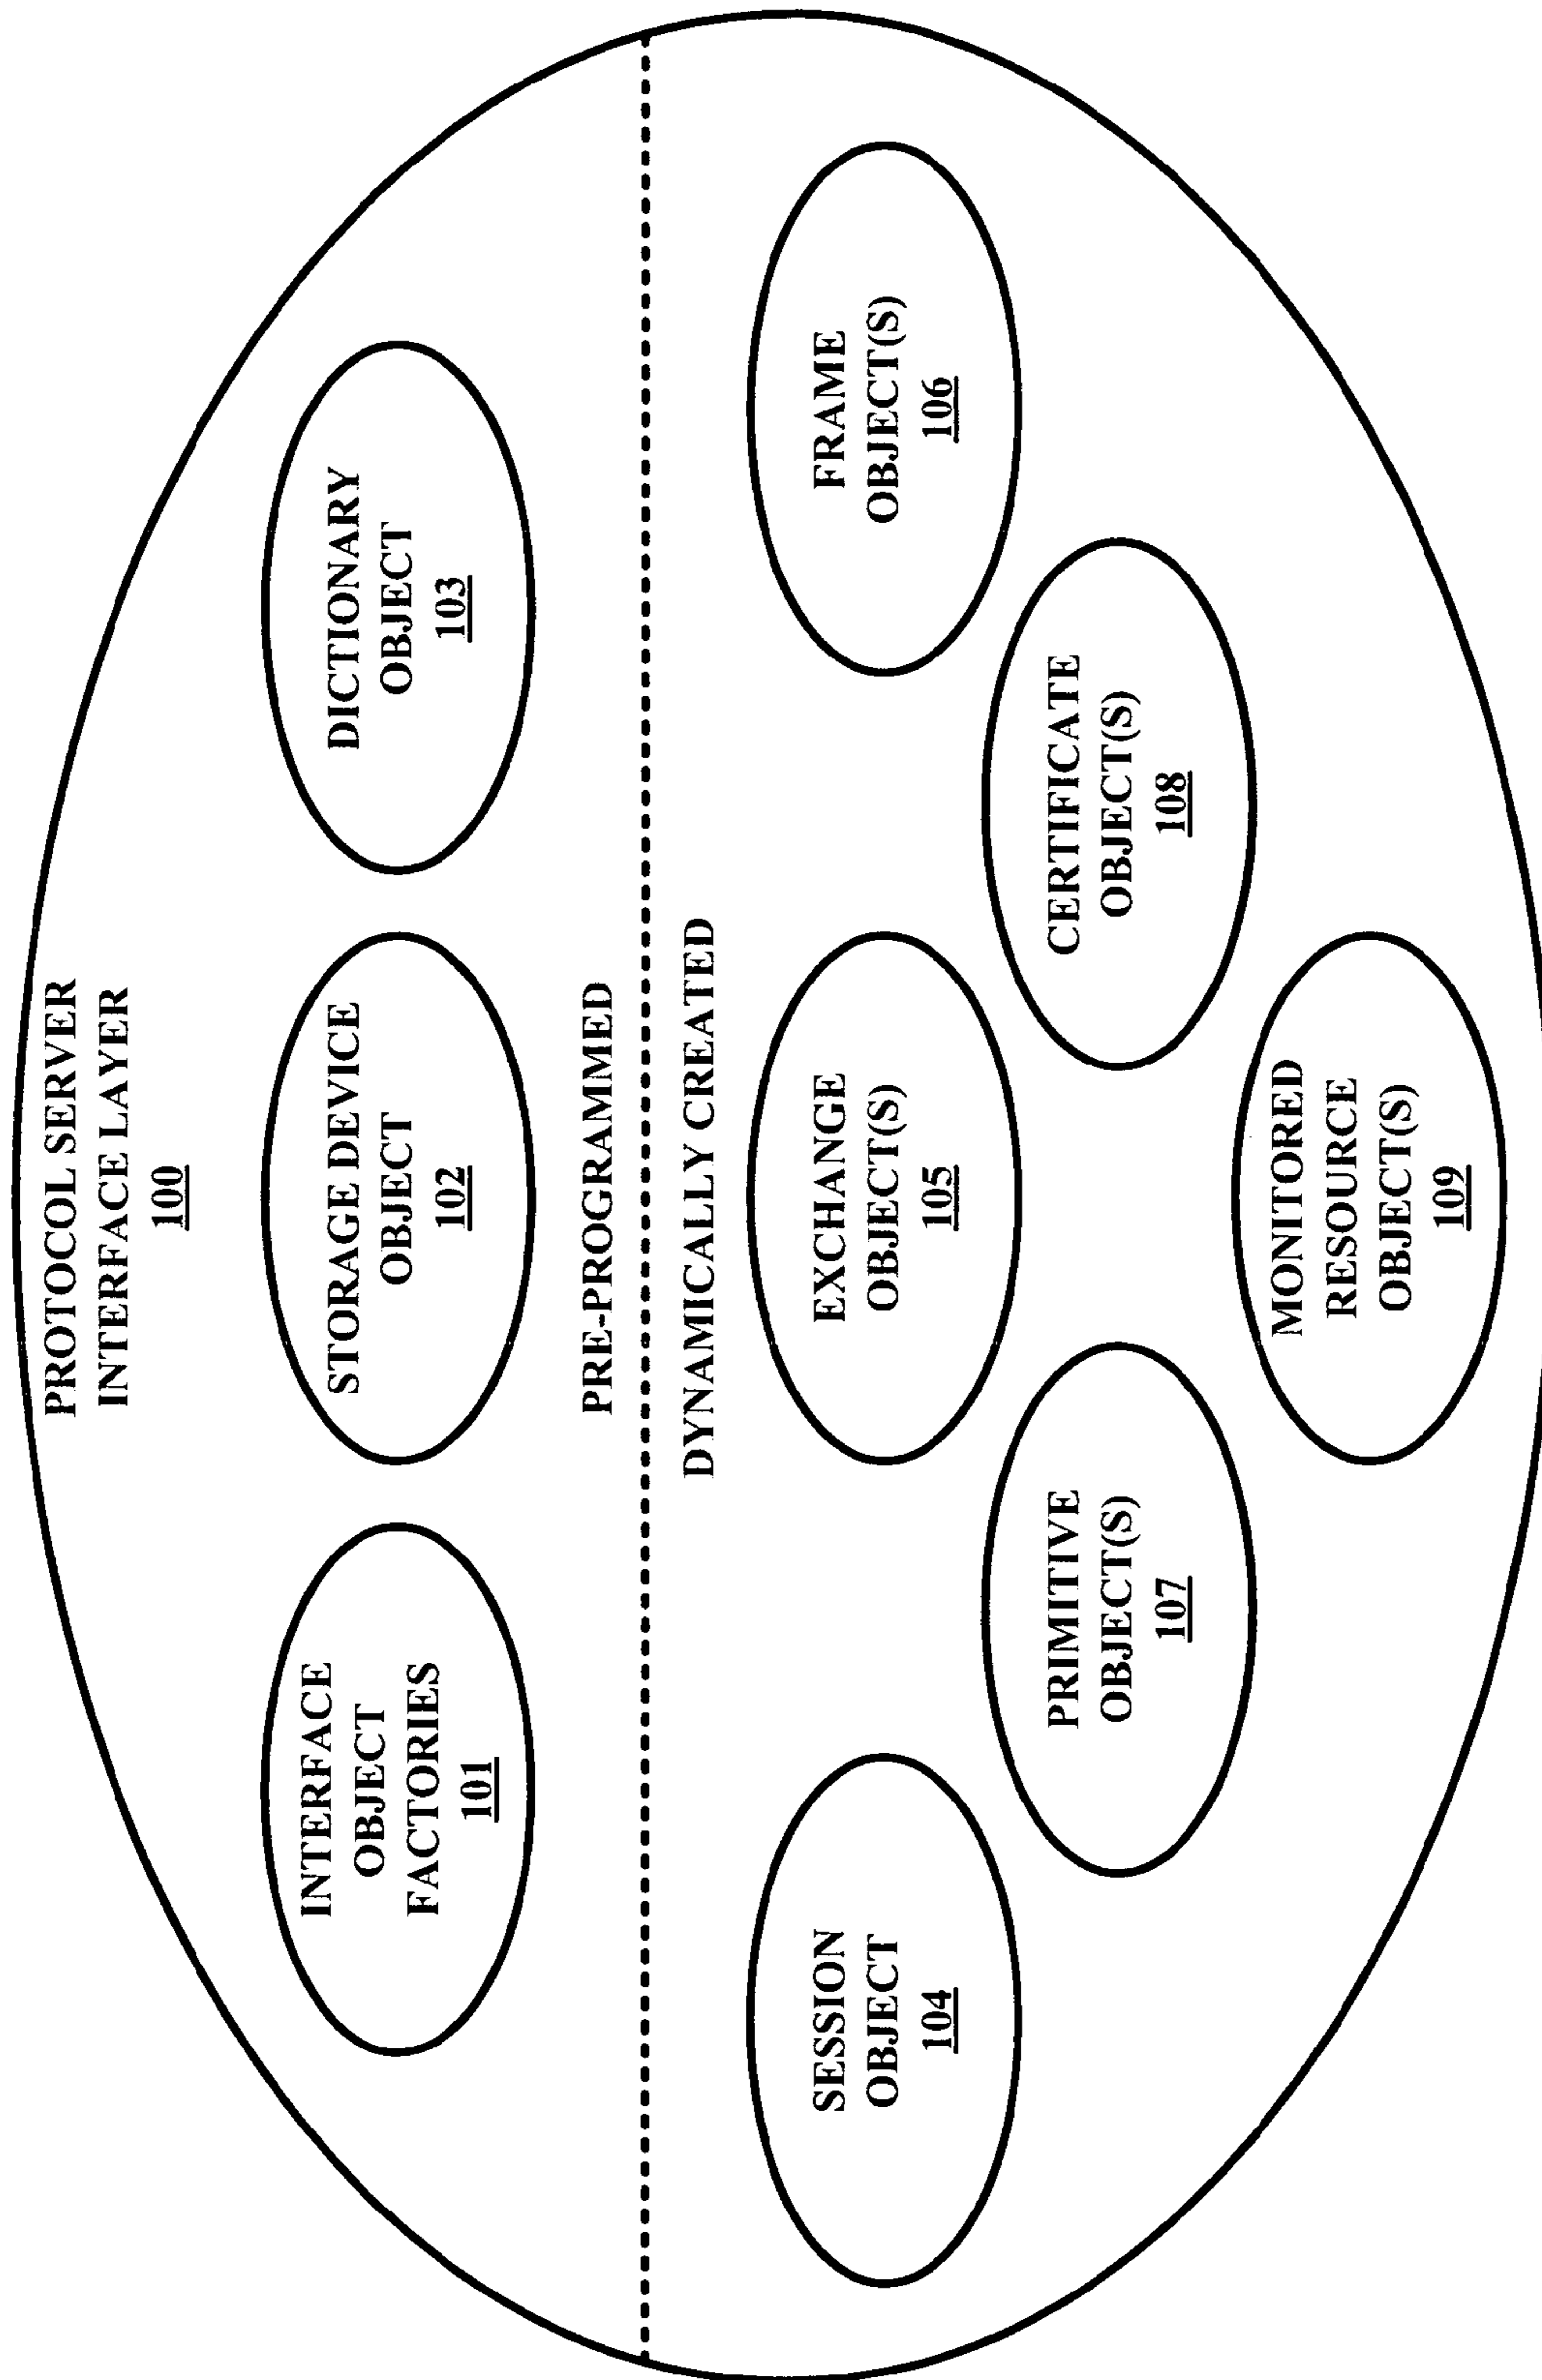 PROTOCOL SERVER
INTERFACE LAYER
100
INTERFACE
OBJECT
FACTORIES
101
STORAGE DEVICE
OBJECT
102
DICTIONARY
OBJECT
103
PRE-PROGRAMMED
DYNAMICALLY CREATED
SESSION
OBJECT
104
EXCHANGE
OBJECT(S)
105
FRAME
OBJECT(S)
106
PRIMITIVE
OBJECT(S)
107
CERTIFICATE
OBJECT(S)
108
MONITORED
RESOURCE
OBJECT(S)
109